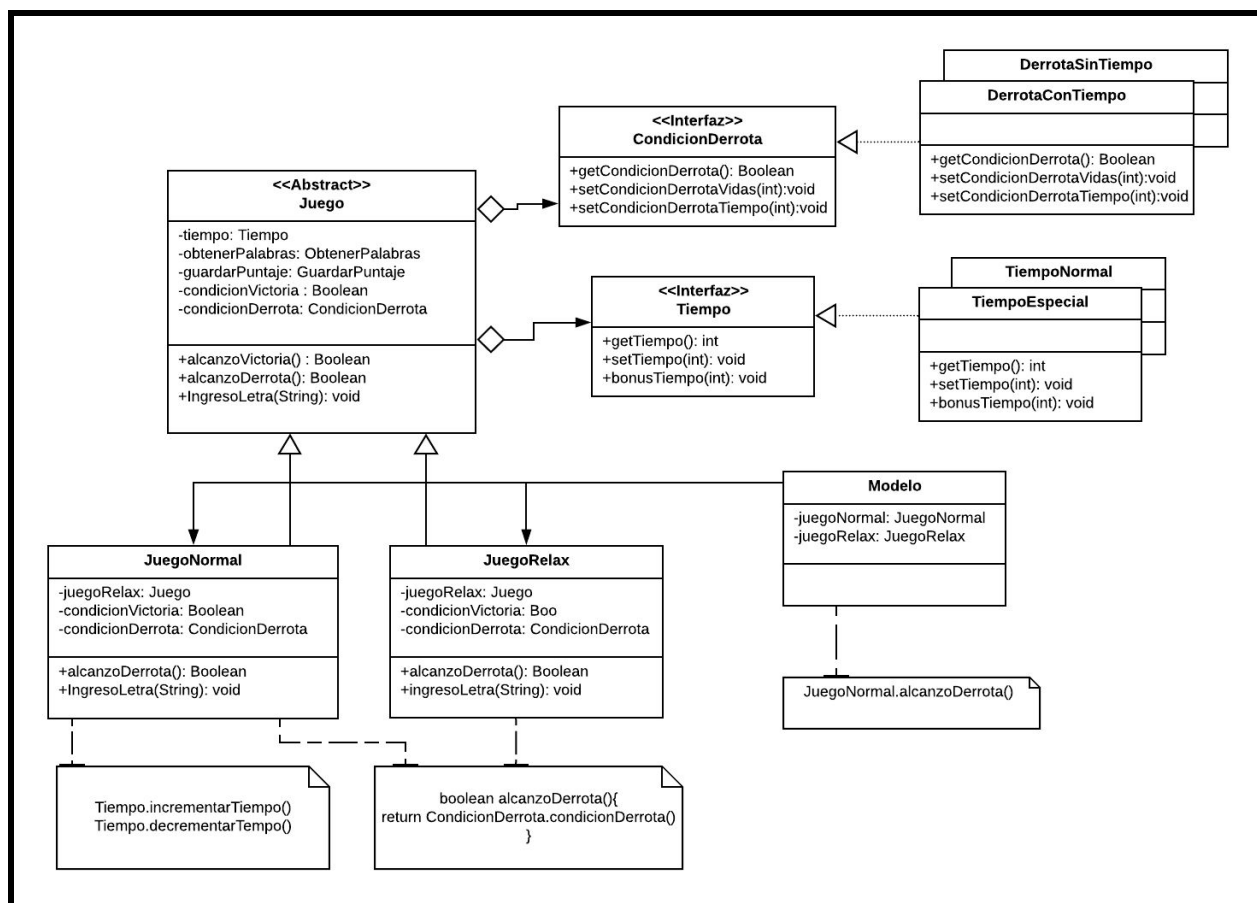 DerrotaSinTiempo
DerrotaConTiempo
+getCondicionDerrota(): Boolean
+setCondicionDerrotaVidas(int):void
+setCondicionDerrotaTiempo(int):void
<<Interfaz>>
CondicionDerrota
+getCondicionDerrota(): Boolean
+setCondicionDerrotaVidas(int):void
+setCondicionDerrotaTiempo(int):void
<<Abstract>>
Juego
-tiempo: Tiempo
-obtenerPalabras: ObtenerPalabras
-guardarPuntaje: GuardarPuntaje
-condicionVictoria : Boolean
-condicionDerrota: CondicionDerrota
+alcanzoVictoria() : Boolean
+alcanzoDerrota(): Boolean
+IngresoLetra(String): void
<<Interfaz>>
Tiempo
+getTiempo(): int
+setTiempo(int): void
+bonusTiempo(int): void
TiempoNormal
TiempoEspecial
+getTiempo(): int
+setTiempo(int): void
+bonusTiempo(int): void
Modelo
-juegoNormal: JuegoNormal
-juegoRelax: JuegoRelax
JuegoNormal
-juegoRelax: Juego
-condicionVictoria: Boolean
-condicionDerrota: CondicionDerrota
+alcanzoDerrota(): Boolean
+IngresoLetra(String): void
JuegoRelax
-juegoRelax: Juego
-condicionVictoria: Boo
-condicionDerrota: CondicionDerrota
+alcanzoDerrota(): Boolean
+ingresoLetra(String): void
JuegoNormal.alcanzoDerrota()
Tiempo.incrementarTiempo()
Tiempo.decrementarTempo()
boolean alcanzoDerrota(){
return CondicionDerrota.condicionDerrota()
}